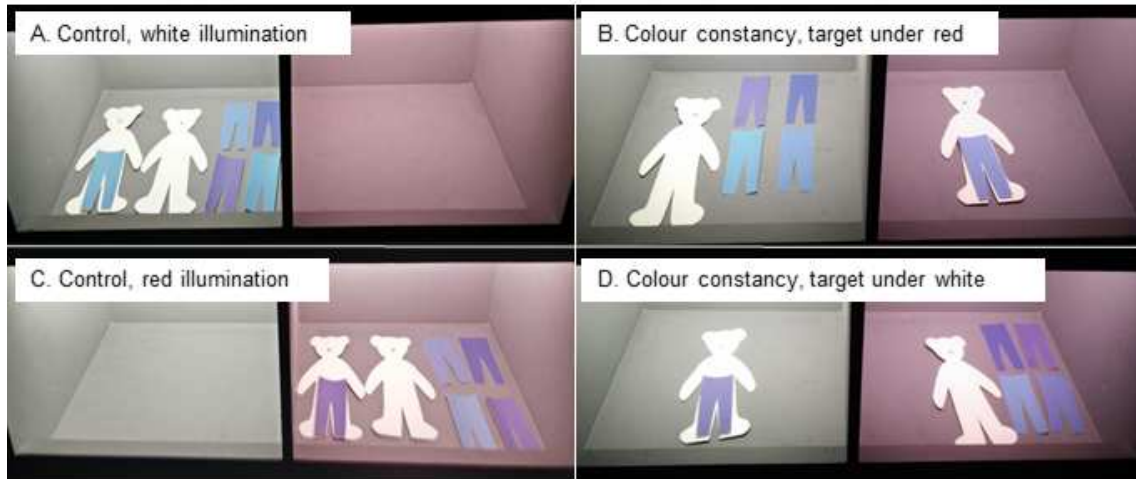 A. Control, white illumination
B. Colour constancy, target under red
C. Control, red illumination
D. Colour constancy, target under white